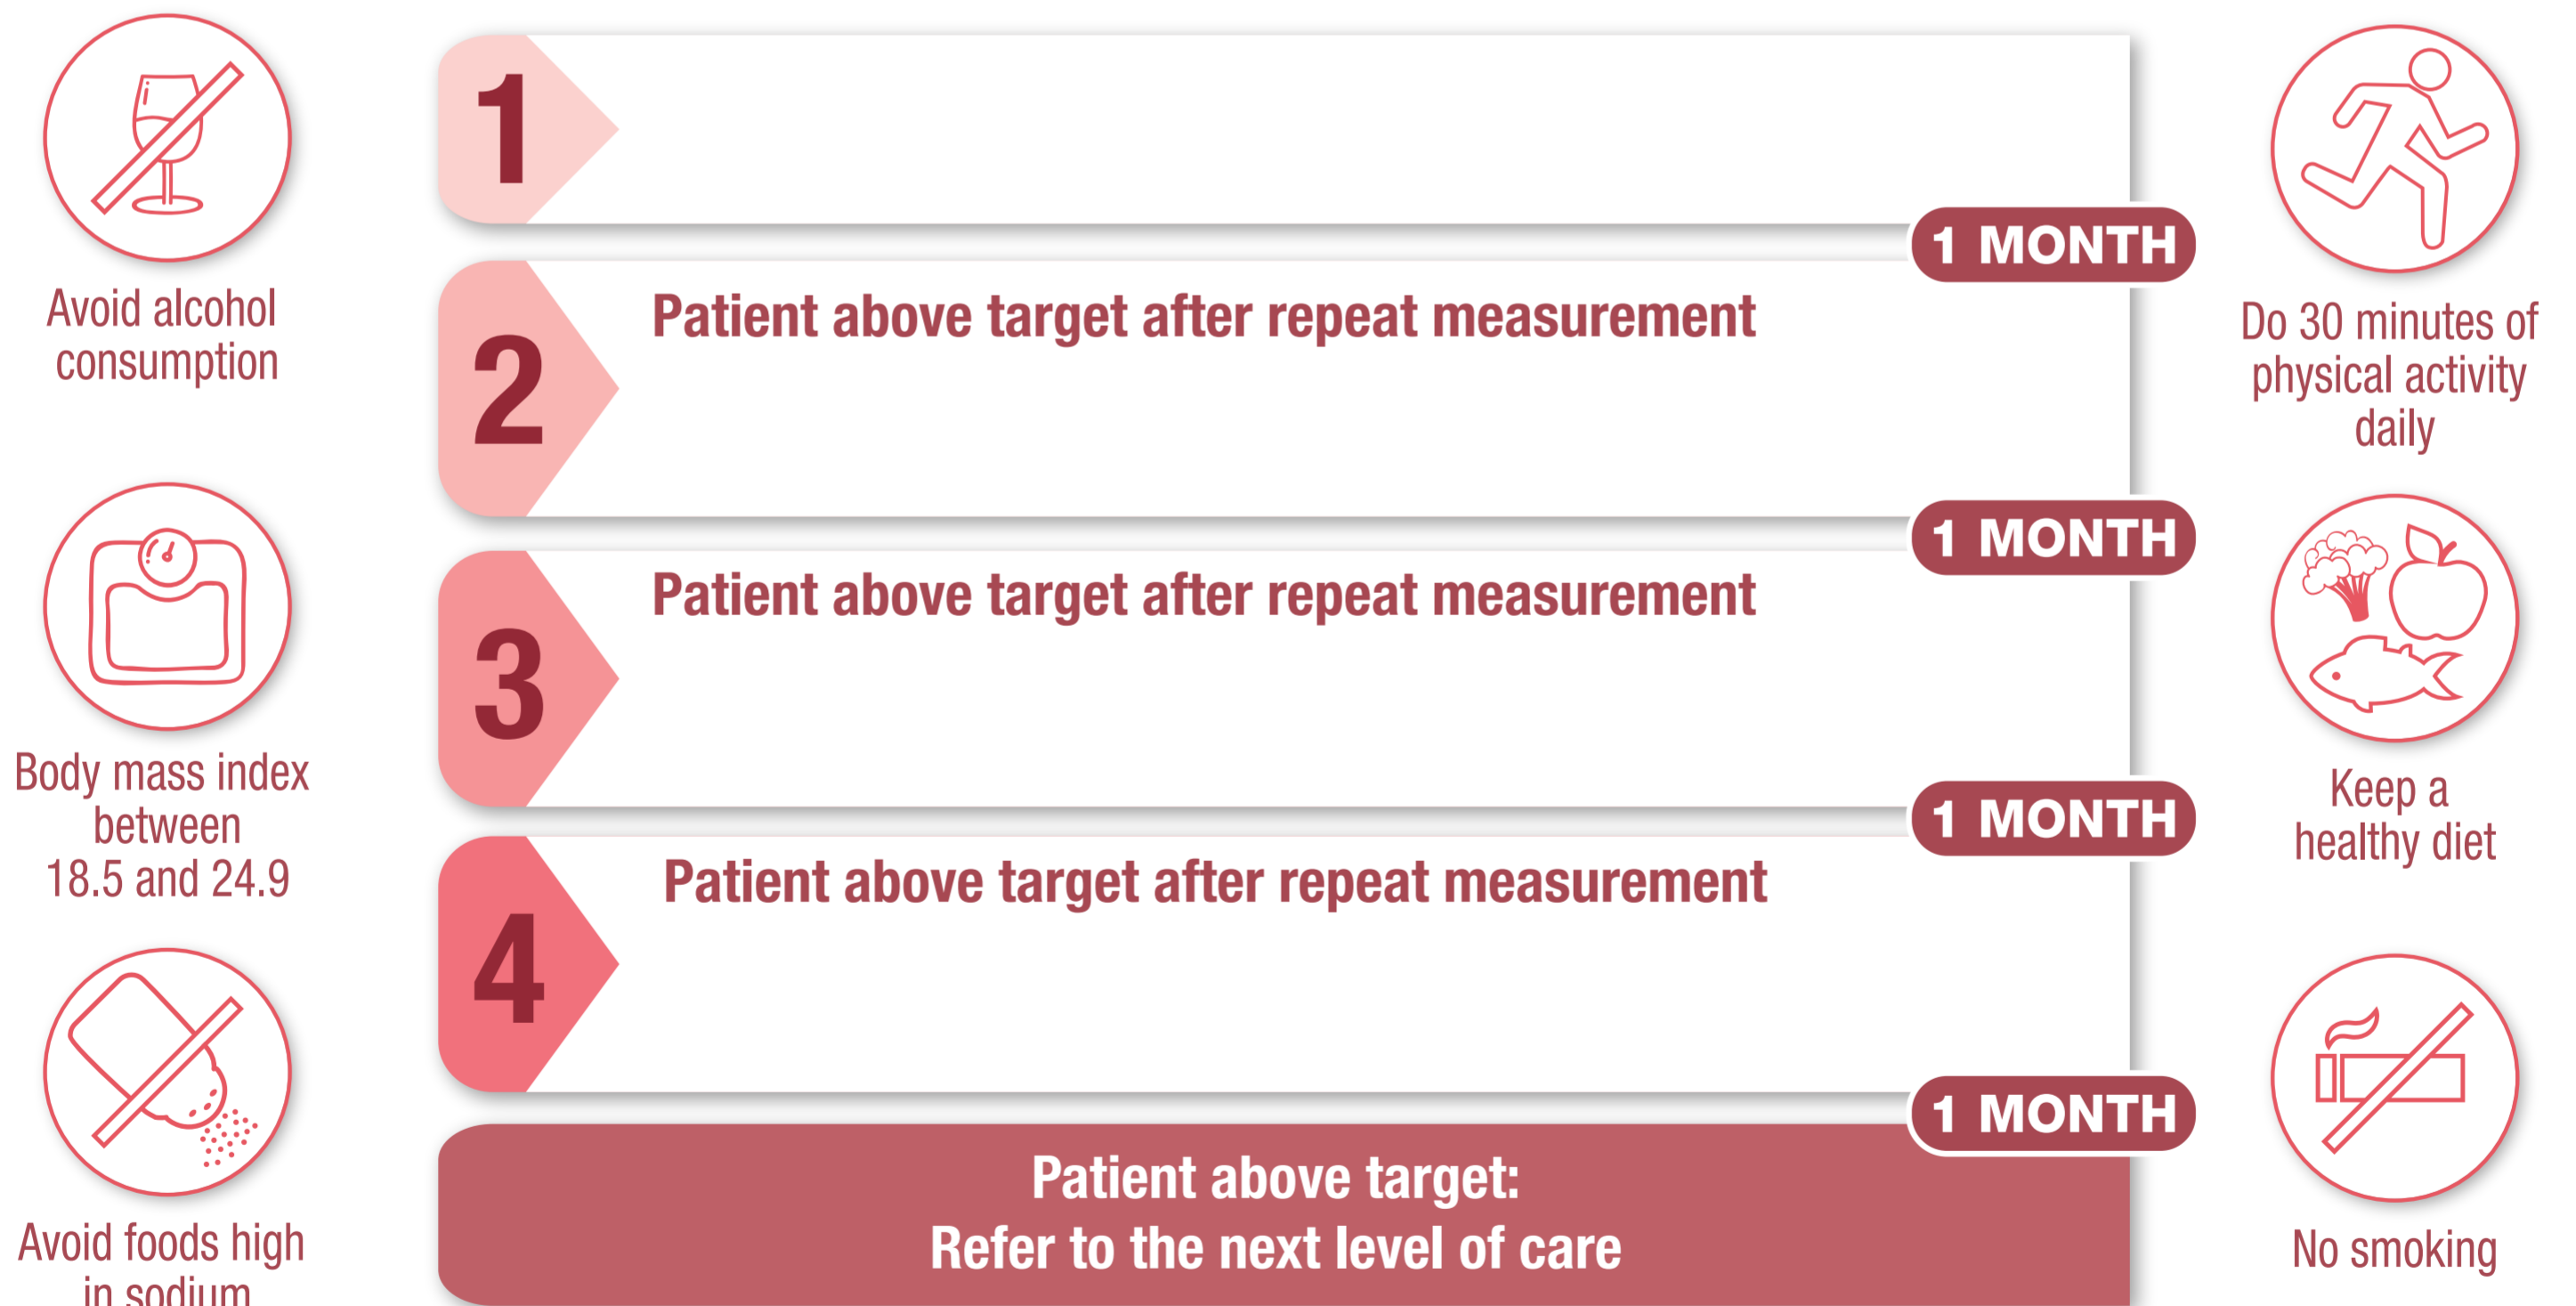 Avoid alcohol
consumption
Body mass index
between
18.5 and 24.9
Avoid foods high
in sodium
1
1 MONTH
2
Patient above target after repeat measurement
1 MONTH
3
Patient above target after repeat measurement
1 MONTH
4
Patient above target after repeat measurement
1 MONTH
Patient above target:
Refer to the next level of care
Do 30 minutes of
physical activity
daily
Keep a
healthy diet
No smoking